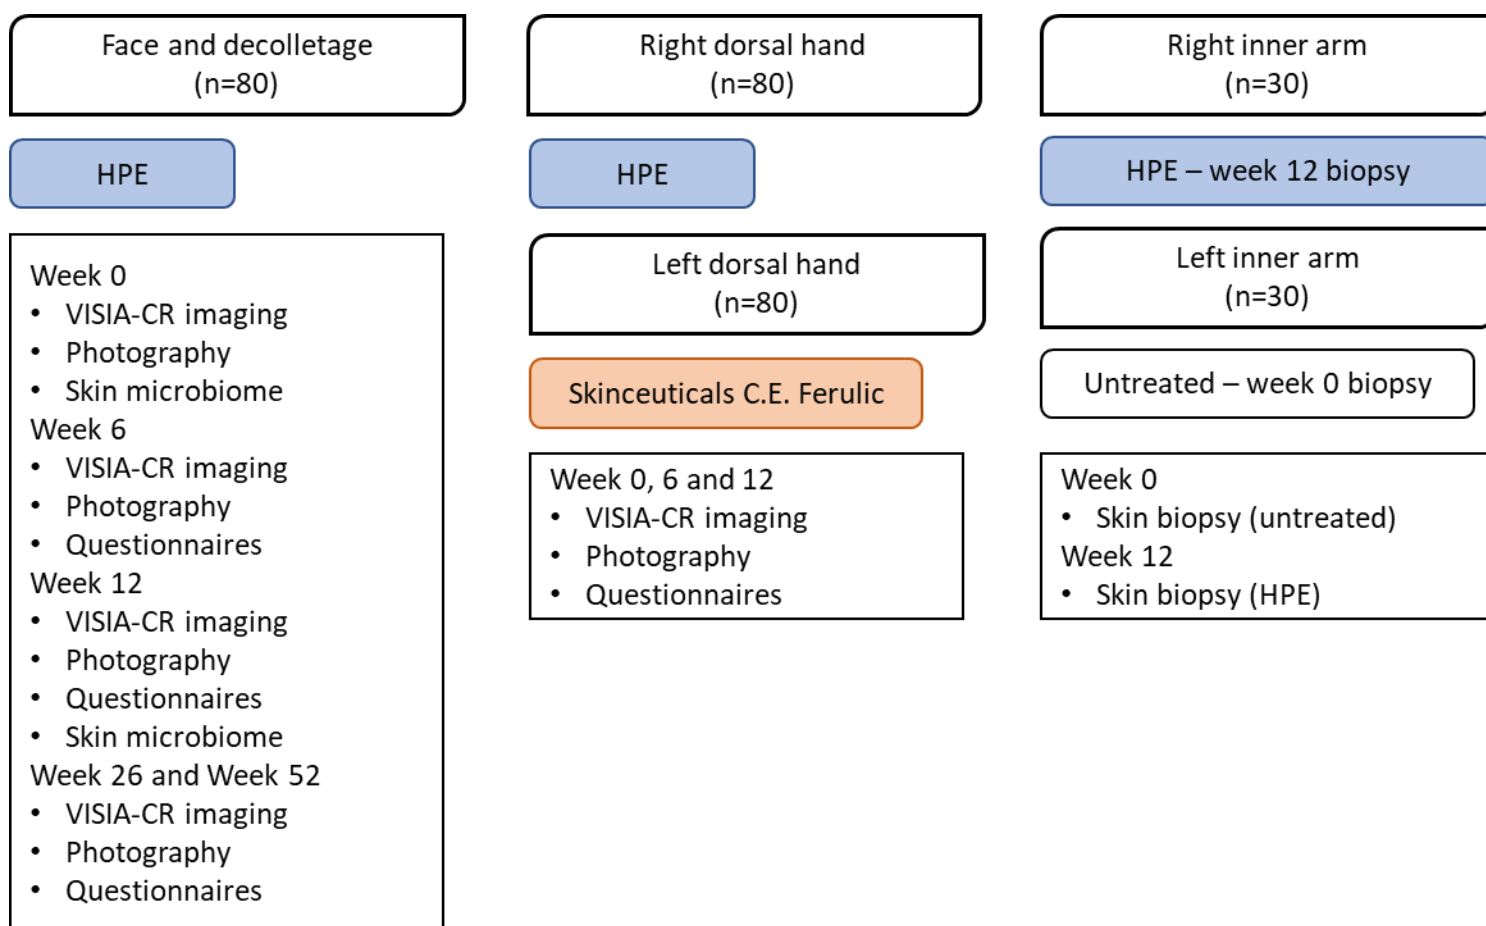 Face and decolletage
(n=80)
HPE
Week 0
• VISIA-CR imaging
• Photography
• Skin microbiome
Week 6
• VISIA-CR imaging
• Photography
• Questionnaires
Week 12
• VISIA-CR imaging
• Photography
• Questionnaires
• Skin microbiome
Week 26 and Week 52
• VISIA-CR imaging
• Photography
• Questionnaires
Right dorsal hand
(n=80)
HPE
Left dorsal hand
(n=80)
Skinceuticals C.E. Ferulic
Week 0, 6 and 12
• VISIA-CR imaging
• Photography
• Questionnaires
Right inner arm
(n=30)
HPE – week 12 biopsy
Left inner arm
(n=30)
Untreated – week 0 biopsy
Week 0
• Skin biopsy (untreated)
Week 12
• Skin biopsy (HPE)